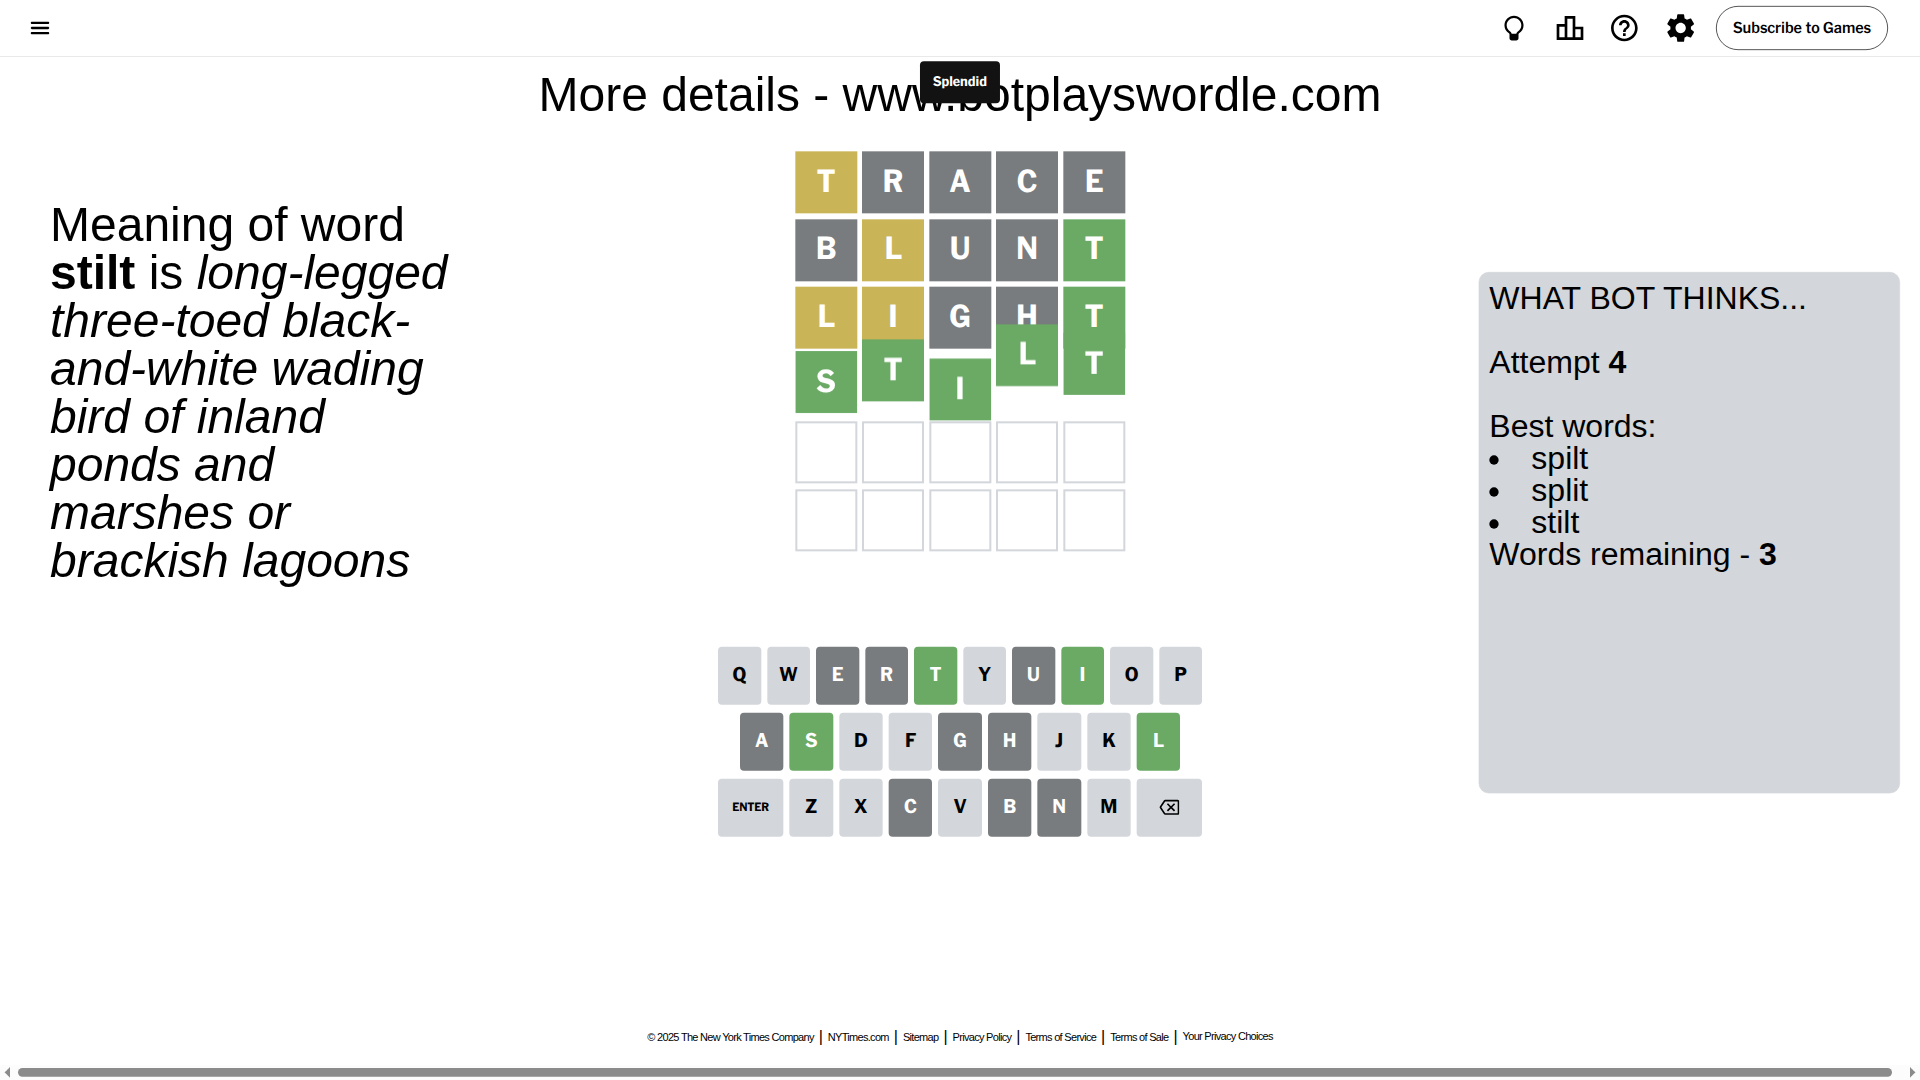 Subscribe to Games
Splendid
More details - www.botplayswordle.com
Meaning of word
stilt is long-legged
three-toed black-
and-white wading
bird of inland
ponds and
marshes or
brackish lagoons
T R A C E
B L U N T
L I G H T
S T I L T
WHAT BOT THINKS...
Attempt 4
Best words:
• spilt
• split
• stilt
Words remaining - 3
Q W E R T Y U I O P
A S D F G H J K L
ENTER Z X C V B N M
© 2025 The New York Times Company | NYTimes.com | Sitemap | Privacy Policy | Terms of Service | Terms of Sale | Your Privacy Choices